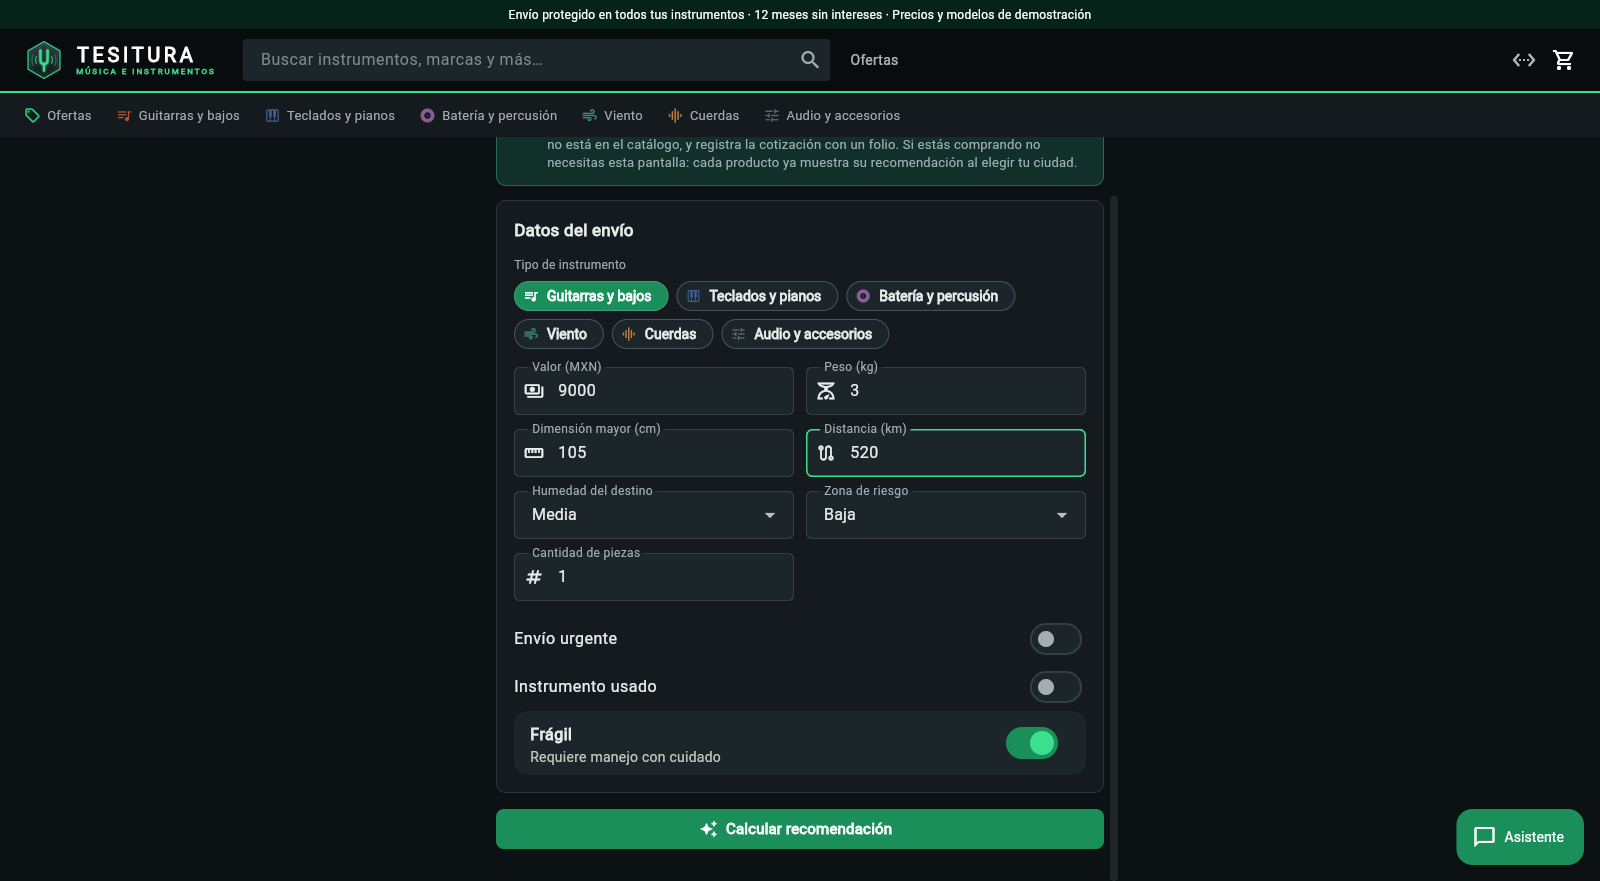 Envío protegido en todos tus instrumentos · 12 meses sin intereses · Precios y modelos de demostración
TESITURA
MÚSICA E INSTRUMENTOS
Buscar instrumentos, marcas y más...
Ofertas
Ofertas
Guitarras y bajos
Teclados y pianos
Batería y percusión
Viento
Cuerdas
Audio y accesorios
no está en el catálogo, y registra la cotización con un folio. Si estás comprando no
necesitas esta pantalla: cada producto ya muestra su recomendación al elegir tu ciudad.
Datos del envío
Tipo de instrumento
Guitarras y bajos
Teclados y pianos
Batería y percusión
Viento
Cuerdas
Audio y accesorios
Valor (MXN)
9000
Peso (kg)
3
Dimensión mayor (cm)
105
Distancia (km)
520
Humedad del destino
Media
Zona de riesgo
Baja
Cantidad de piezas
# 1
Envío urgente
Instrumento usado
Frágil
Requiere manejo con cuidado
Calcular recomendación
Asistente